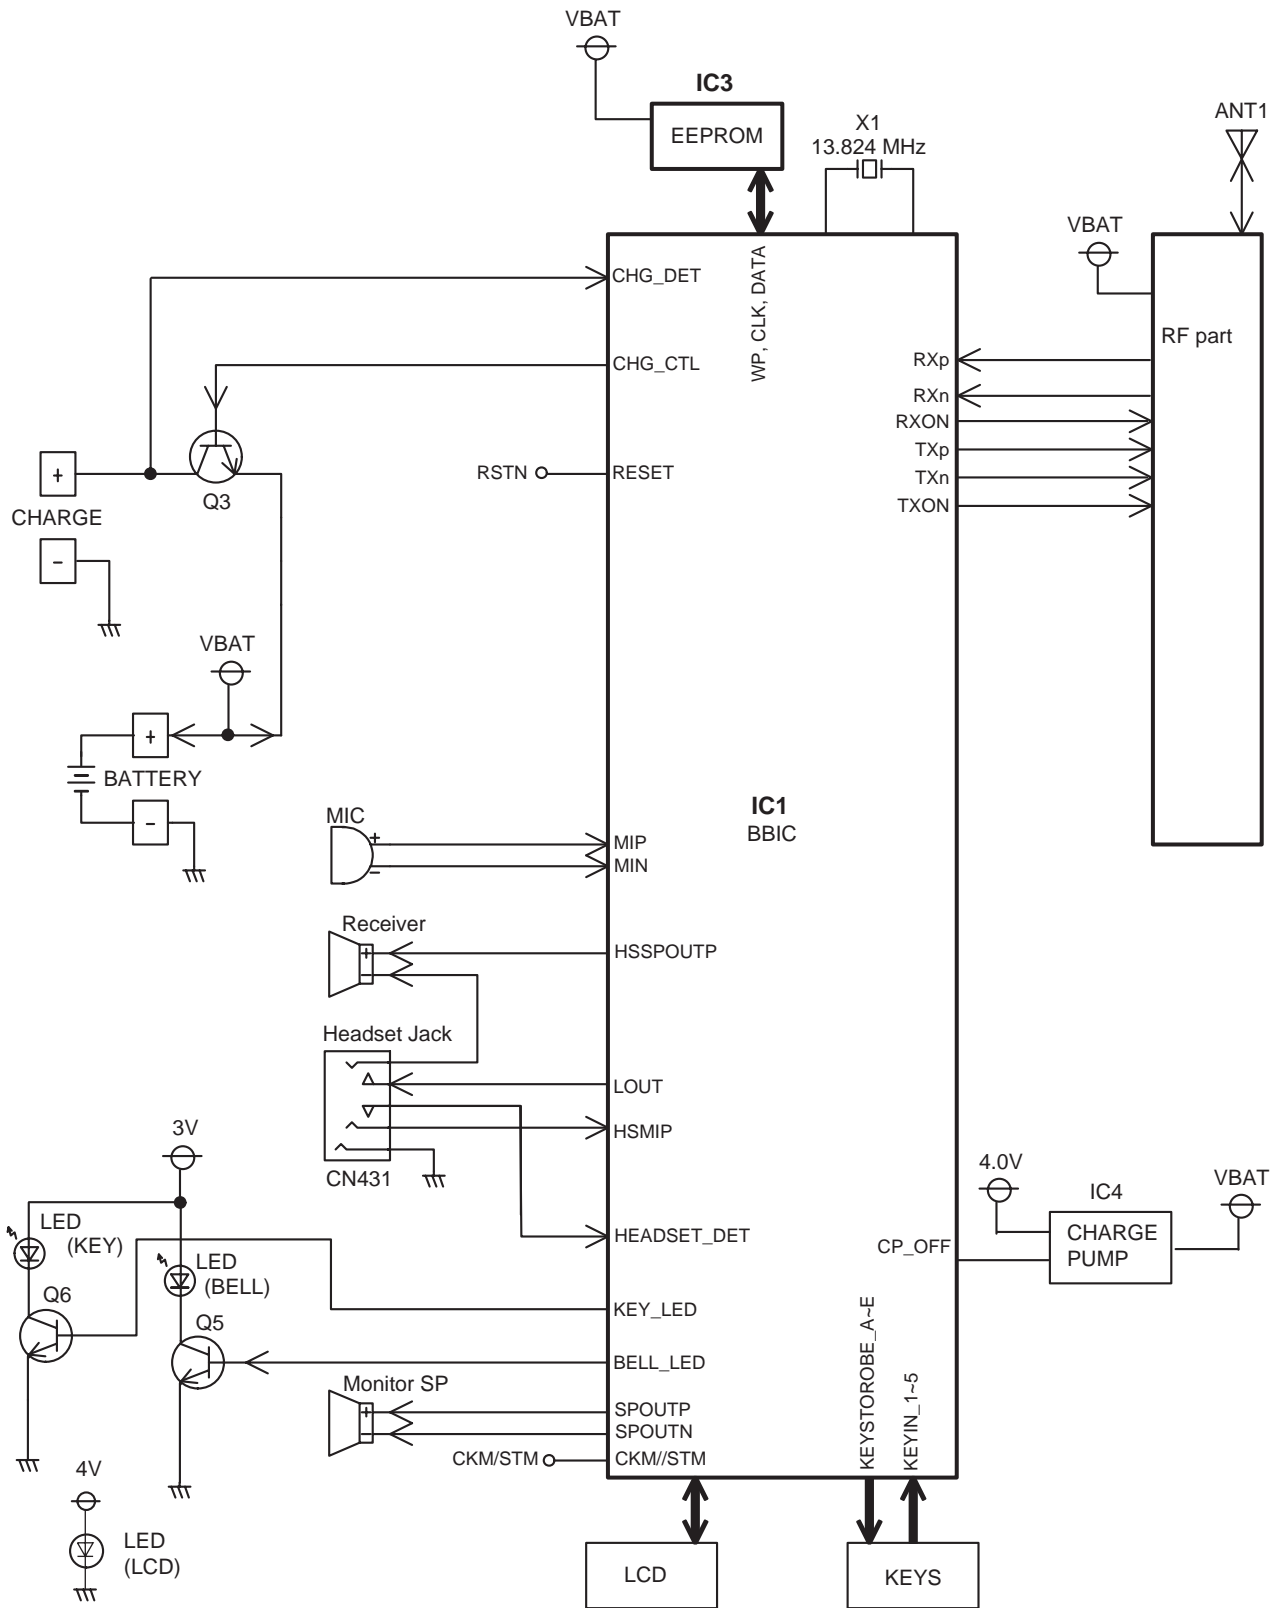 VBAT
IC3
EEPROM
X1
13.824 MHz
ANT1
VBAT
CHG_DET
WP, CLK, DATA
CHG_CTL
RF part
RXp
RXn
RXON
TXp
TXn
TXON
+
Q3
RSTN
RESET
CHARGE
-
VBAT
+
BATTERY
-
IC1
BBIC
MIC
+
-
MIP
MIN
Receiver
+
-
HSSPOUTP
Headset Jack
LOUT
HSMIP
CN431
3V
LED
(KEY)
LED
(BELL)
HEADSET_DET
CP_OFF
4.0V
IC4
CHARGE
PUMP
VBAT
Q6
Q5
KEY_LED
BELL_LED
KEYSTOROBE_A~E
KEYIN_1~5
Monitor SP
+
-
SPOUTP
SPOUTN
CKM/STM
CKM//STM
4V
LED
(LCD)
LCD
KEYS